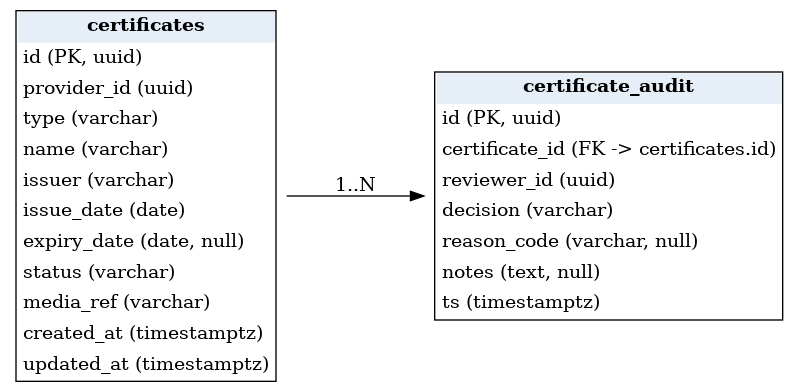 certificates
id (PK, uuid)
provider_id (uuid)
type (varchar)
name (varchar)
issuer (varchar)
issue_date (date)
expiry_date (date, null)
status (varchar)
media_ref (varchar)
created_at (timestamptz)
updated_at (timestamptz)
1..N
certificate_audit
id (PK, uuid)
certificate_id (FK -> certificates.id)
reviewer_id (uuid)
decision (varchar)
reason_code (varchar, null)
notes (text, null)
ts (timestamptz)